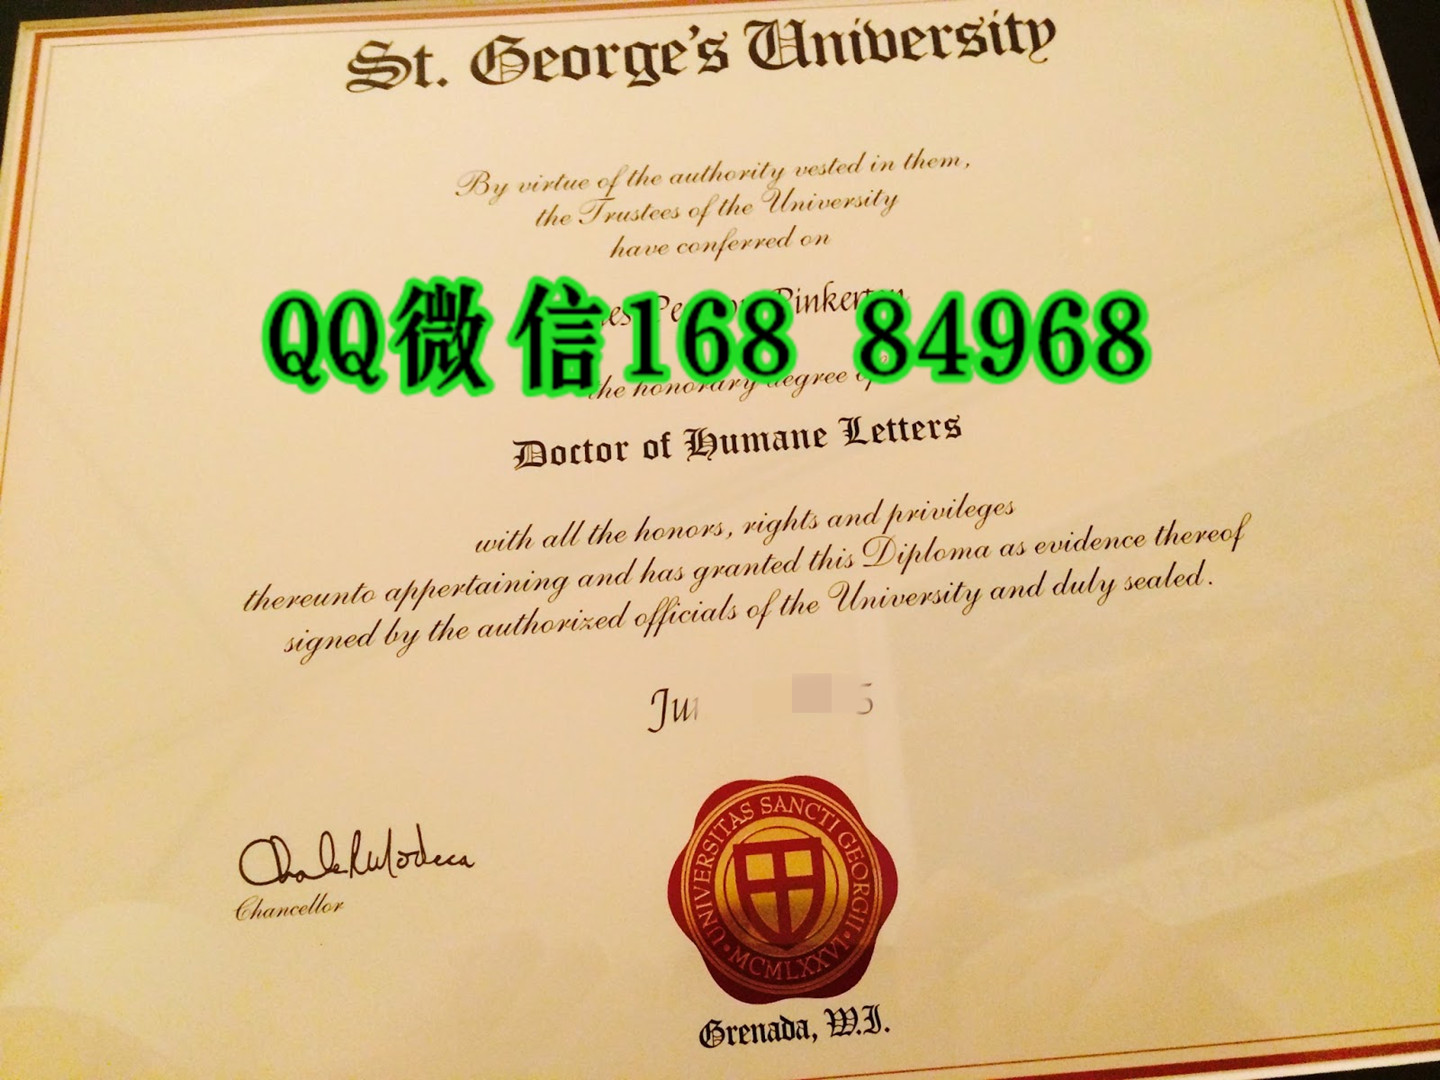 St. George's University
By virtue of the authority vested in them,
the Trustees of the University
have conferred on
Pinkerton
QQ微信168 84968
the honorary degree of
Doctor of Humane Letters
with all the honors, rights and privileges
thereunto appertaining and has granted this Diploma as evidence thereof
signed by the authorized officials of the University and duly sealed.
5
Chancellor
UNIVERSITAS SANCTI GEORGII
MCMLXXVI
Grenada, W.I.